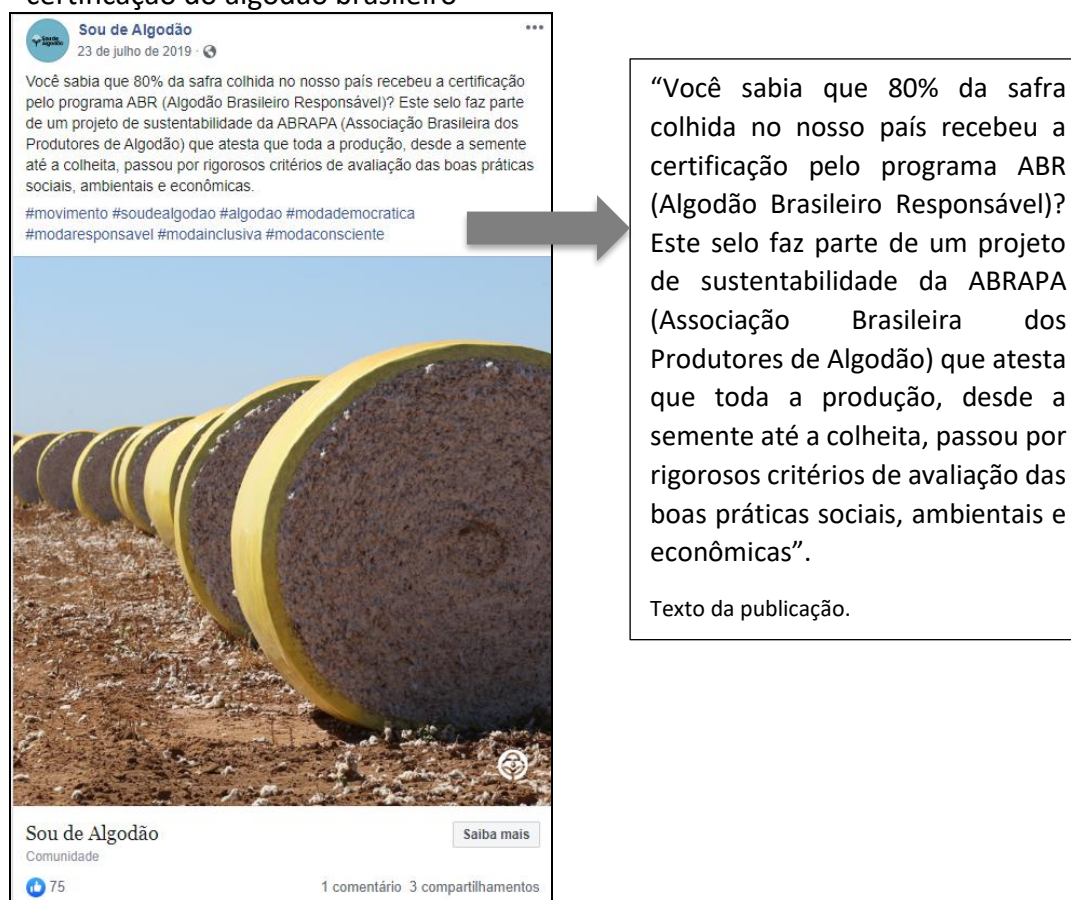 certificação do algodão brasileiro
Sou de Algodão
23 de julho de 2019 ·
Você sabia que 80% da safra colhida no nosso país recebeu a certificação
pelo programa ABR (Algodão Brasileiro Responsável)? Este selo faz parte
de um projeto de sustentabilidade da ABRAPA (Associação Brasileira dos
Produtores de Algodão) que atesta que toda a produção, desde a semente
até a colheita, passou por rigorosos critérios de avaliação das boas práticas
sociais, ambientais e econômicas.
#movimento #soudealgodao #algodao #modademocratica
#modaresponsavel #modainclusiva #modaconsciente
Sou de Algodão
Saiba mais
Comunidade
75
1 comentário 3 compartilhamentos
“Você sabia que 80% da safra
colhida no nosso país recebeu a
certificação pelo programa ABR
(Algodão Brasileiro Responsável)?
Este selo faz parte de um projeto
de sustentabilidade da ABRAPA
(Associação Brasileira dos
Produtores de Algodão) que atesta
que toda a produção, desde a
semente até a colheita, passou por
rigorosos critérios de avaliação das
boas práticas sociais, ambientais e
econômicas”.
Texto da publicação.